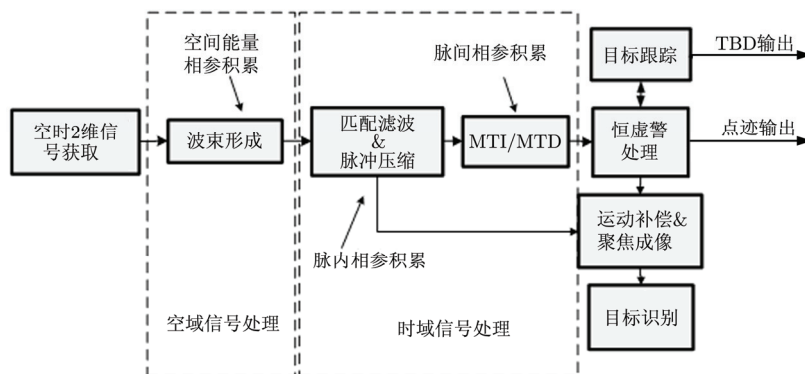 空间能量
相参积累
脉间相参积累
目标跟踪
TBD输出
空时2维信
号获取
波束形成
匹配滤波
&
脉冲压缩
MTI/MTD
恒虚警
处理
点迹输出
脉内相参积累
运动补偿&
聚焦成像
空域信号处理
时域信号处理
目标识别